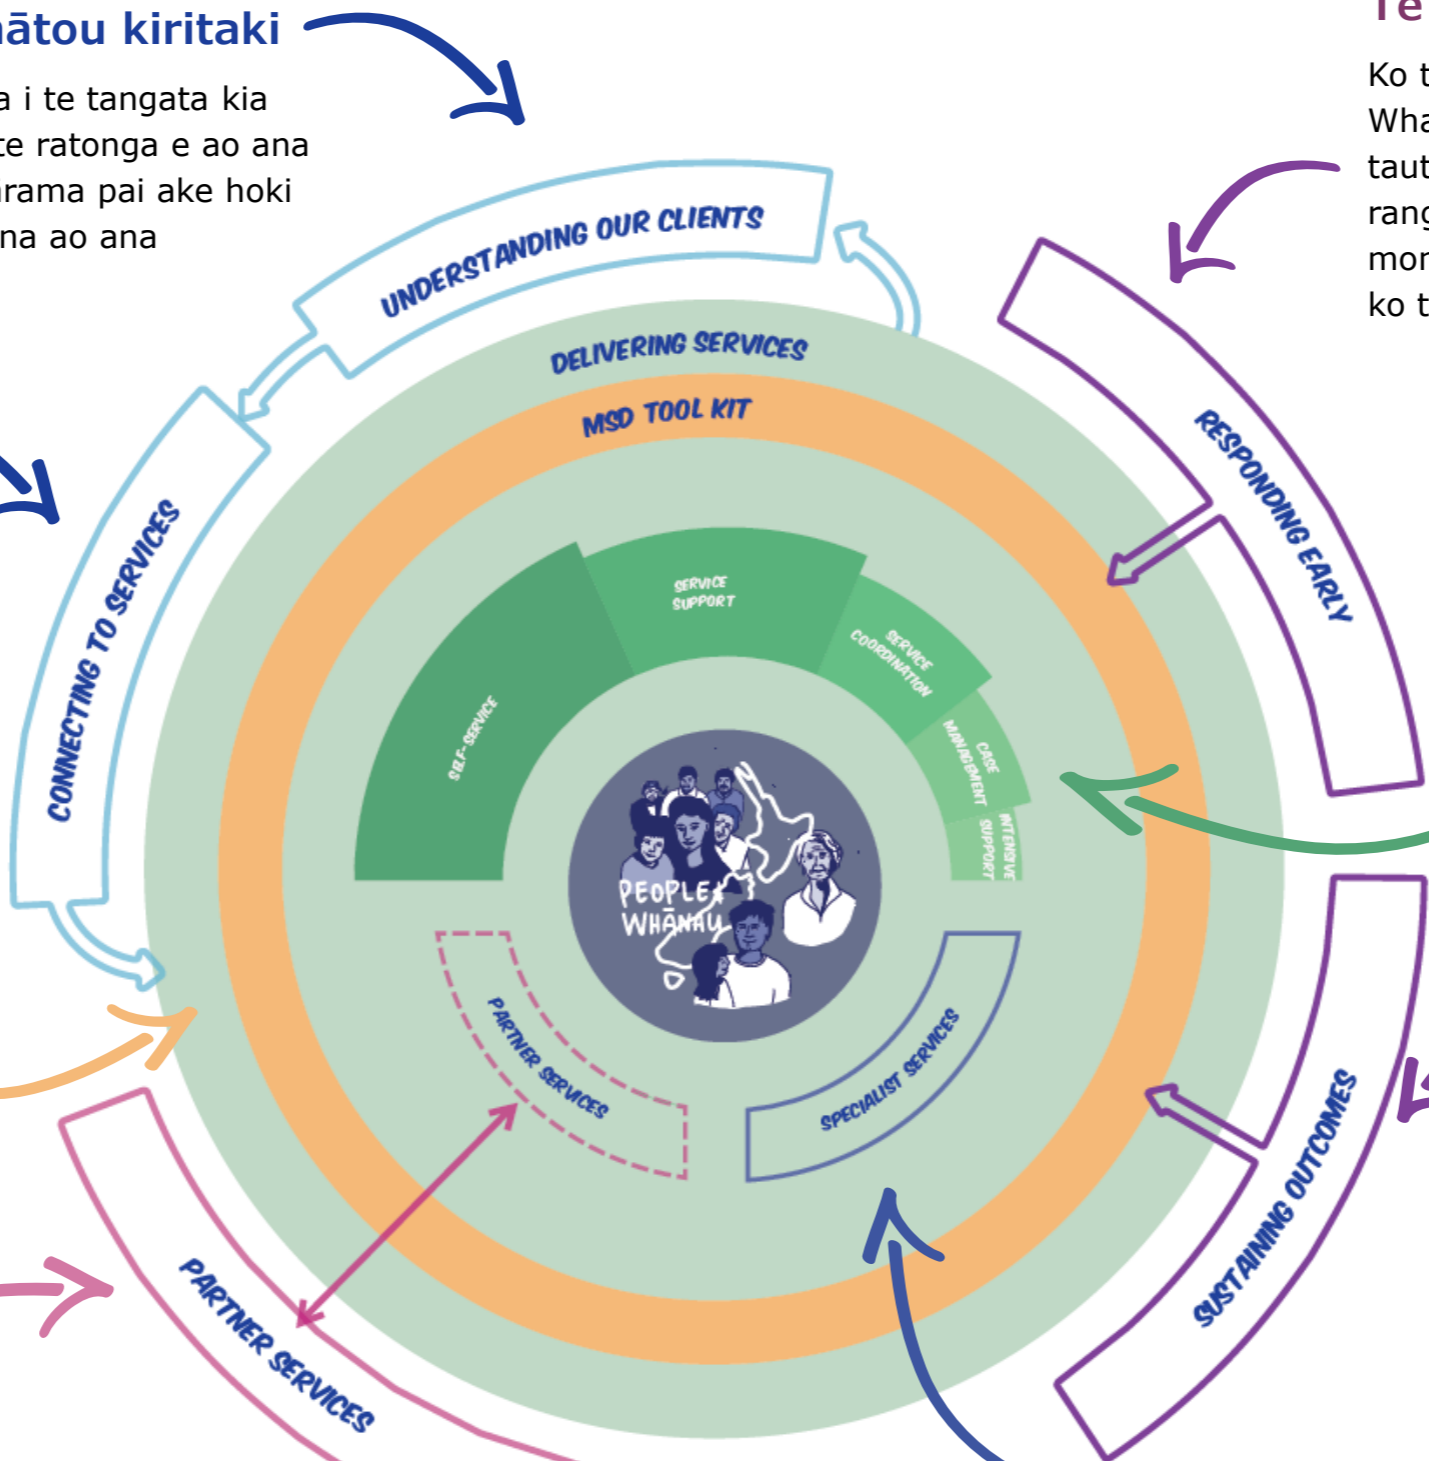 ātou kiritaki
a i te tangata kia
te ratonga e ao ana
ārama pai ake hoki
na ao ana
Te
Ko t
Wha
taut
rang
mor
ko t
UNDERSTANDING OUR CLIENTS
DELIVERING SERVICES
MSD TOOL KIT
CONNECTING TO SERVICES
RESPONDING EARLY
SELF-SERVICE
SERVICE
SUPPORT
SERVICE
COORDINATION
CASE
MANAGEMENT
INTENSIVE
SUPPORT
PEOPLE &
WHĀNAU
PARTNER SERVICES
SPECIALIST SERVICES
SUSTAINING OUTCOMES
PARTNER SERVICES